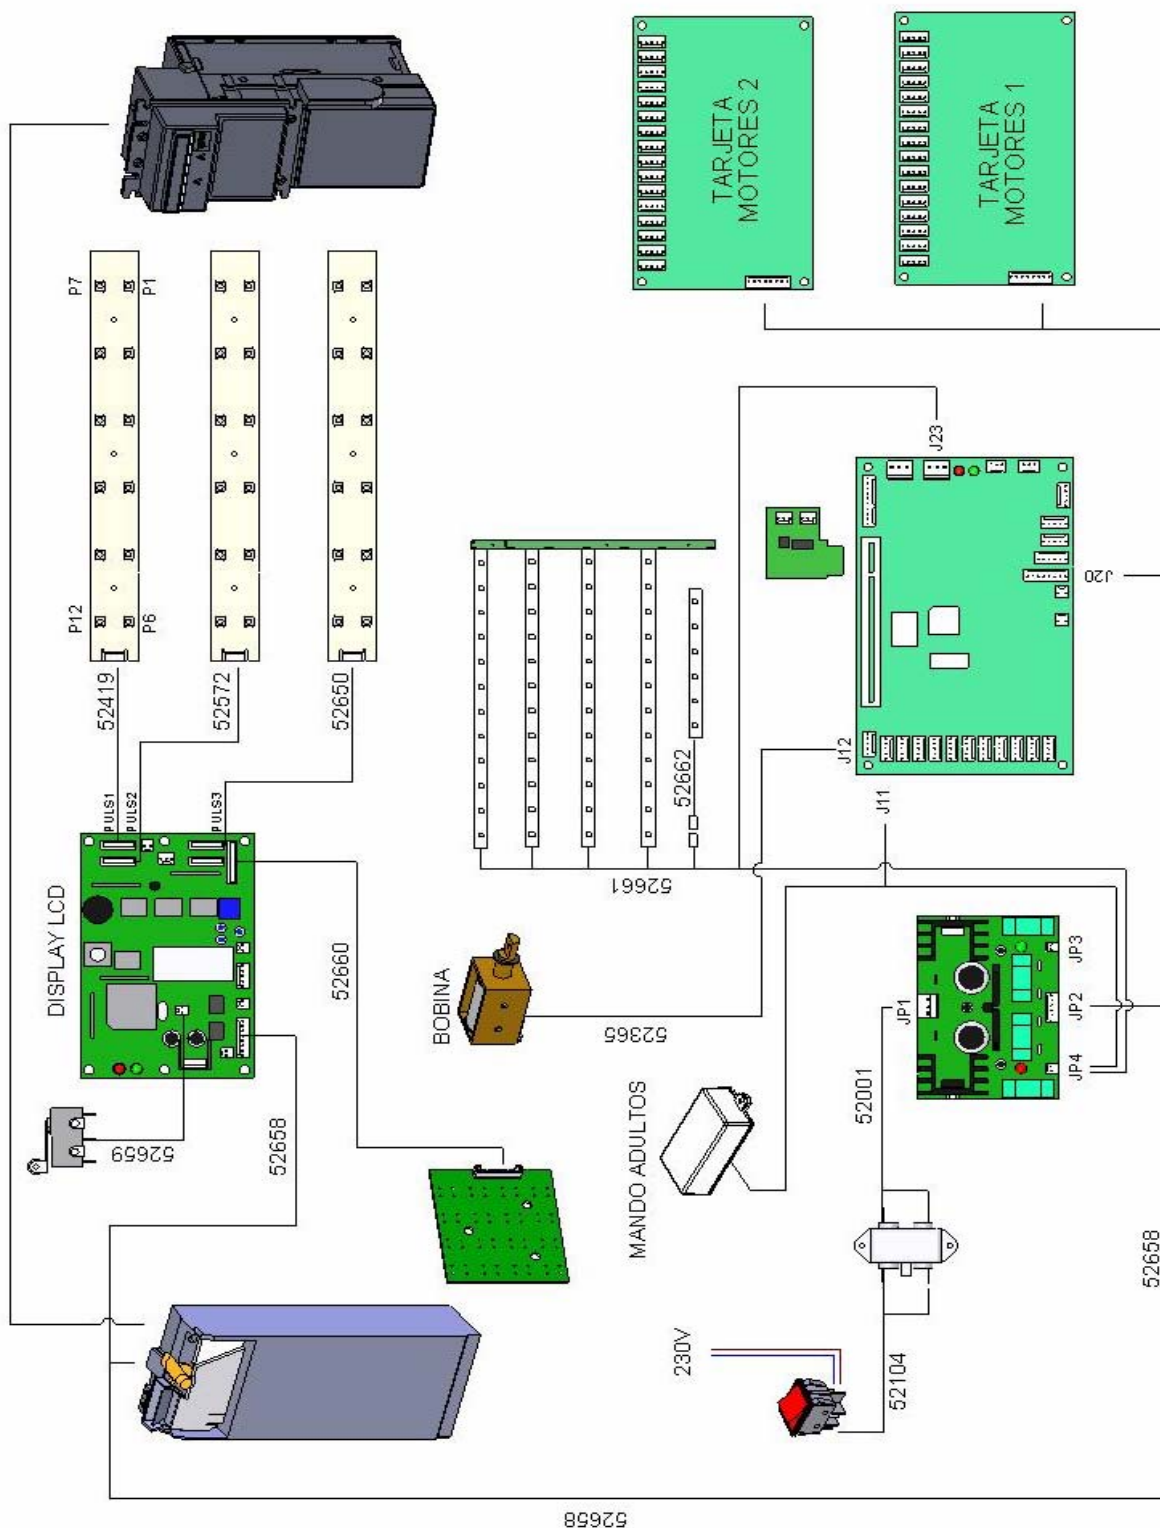 TARJETA
MOTORES 2
TARJETA
MOTORES 1
P7
P1
P12
P6
52419
52572
52650
PULS1
PULS2
PULS3
DISPLAY LCD
52659
52658
52660
52661
52662
J23
J20
J12
J11
BOBINA
52365
MANDO ADULTOS
52001
JP1
JP3
JP2
JP4
230V
52104
52658
52658